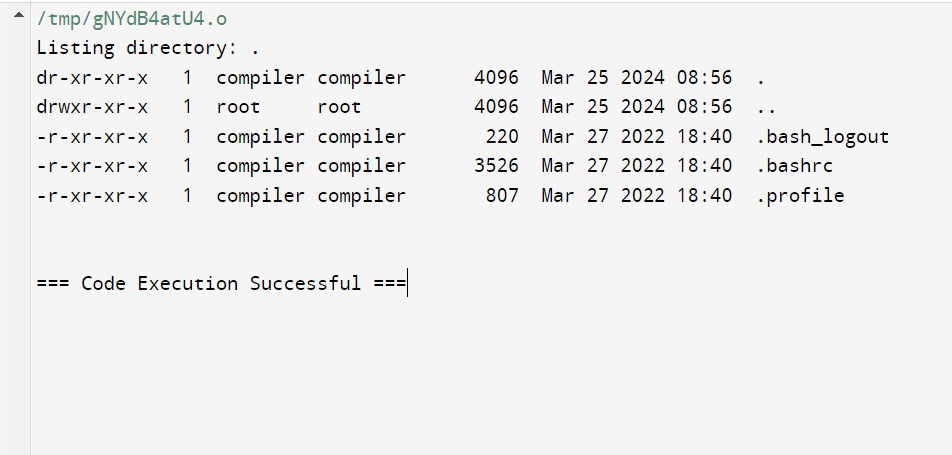 /tmp/gNYdB4atU4.o
Listing directory: .
dr-xr-xr-x   1  compiler compiler      4096  Mar 25 2024 08:56  .
drwxr-xr-x   1  root     root          4096  Mar 25 2024 08:56  ..
-r-xr-xr-x   1  compiler compiler       220  Mar 27 2022 18:40  .bash_logout
-r-xr-xr-x   1  compiler compiler      3526  Mar 27 2022 18:40  .bashrc
-r-xr-xr-x   1  compiler compiler       807  Mar 27 2022 18:40  .profile
=== Code Execution Successful ===